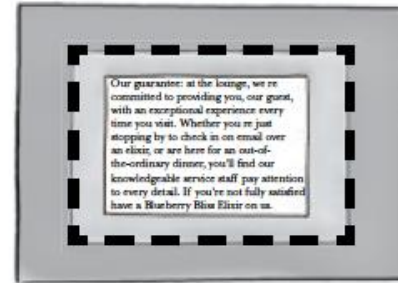 Our guarantee: at the lounge, we re
committed to providing you, our guest,
with an exceptional experience every
time you visit. Whether you re just
stopping by to check in on email over
an elixir, or are here for an out-of-
the-ordinary dinner, you'll find our
knowledgeable service staff pay attention
to every detail. If you're not fully satisfied
have a Blueberry Bliss Elixir on us.